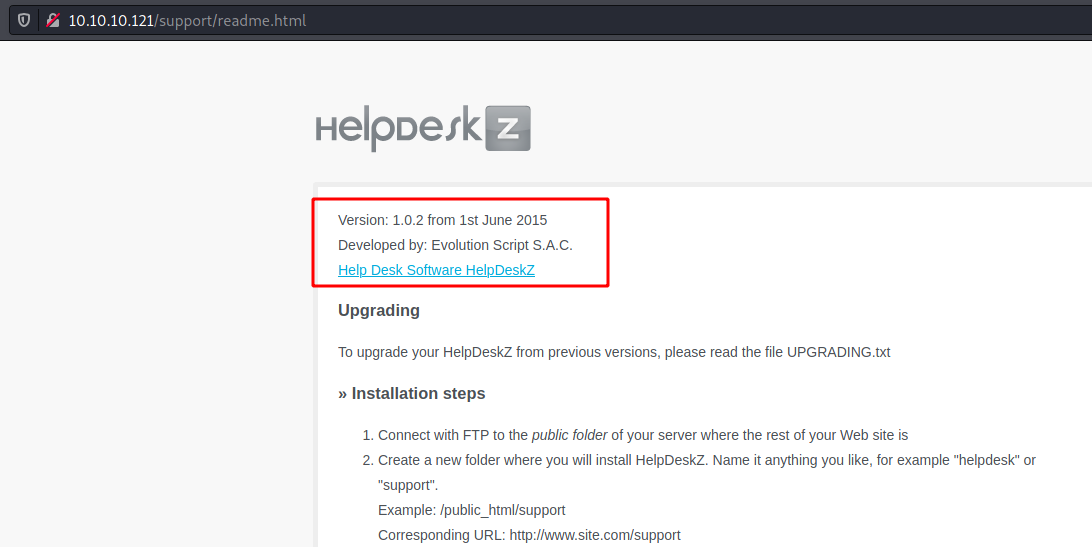 10.10.10.121/support/readme.html
HelpDesk Z
Version: 1.0.2 from 1st June 2015
Developed by: Evolution Script S.A.C.
Help Desk Software HelpDeskZ
Upgrading
To upgrade your HelpDeskZ from previous versions, please read the file UPGRADING.txt
» Installation steps
1. Connect with FTP to the public folder of your server where the rest of your Web site is
2. Create a new folder where you will install HelpDeskZ. Name it anything you like, for example "helpdesk" or
"support".
Example: /public_html/support
Corresponding URL: http://www.site.com/support